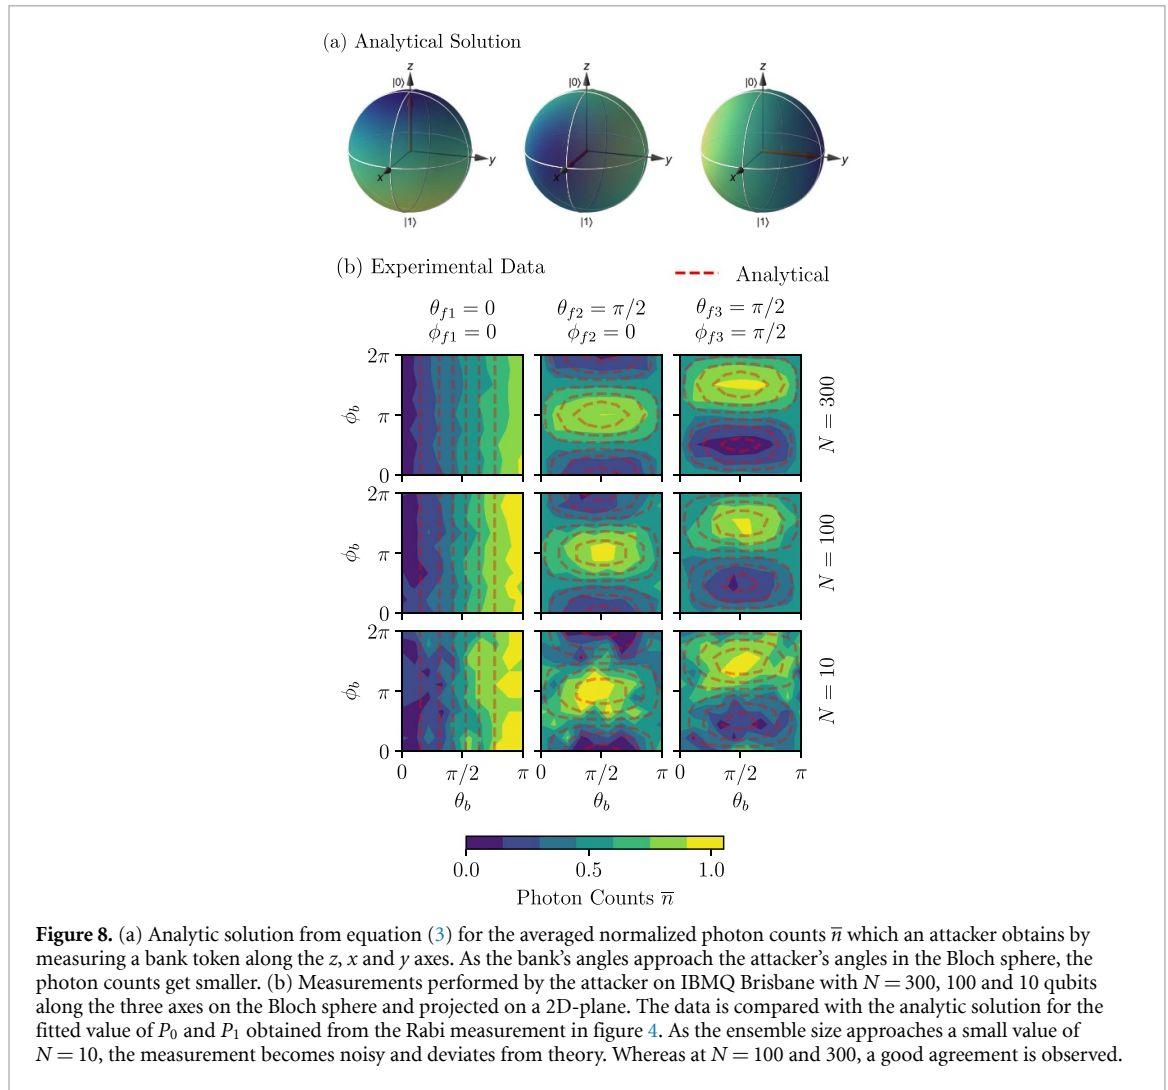 (a) Analytical Solution
z z z
|0⟩ |0⟩ |0⟩
y y y
x x x
|1⟩ |1⟩ |1⟩
(b) Experimental Data
Analytical
θf1 = 0 θf2 = π/2 θf3 = π/2
ϕf1 = 0 ϕf2 = 0 ϕf3 = π/2
2π
ϕb π N = 300
0
2π
ϕb π N = 100
0
2π
ϕb π N = 10
0
0 π/2 π 0 π/2 π 0 π/2 π
θb θb θb
0.0 0.5 1.0
Photon Counts n̅
Figure 8. (a) Analytic solution from equation (3) for the averaged normalized photon counts n̅ which an attacker obtains by
measuring a bank token along the z, x and y axes. As the bank's angles approach the attacker's angles in the Bloch sphere, the
photon counts get smaller. (b) Measurements performed by the attacker on IBMQ Brisbane with N = 300, 100 and 10 qubits
along the three axes on the Bloch sphere and projected on a 2D-plane. The data is compared with the analytic solution for the
fitted value of P0 and P1 obtained from the Rabi measurement in figure 4. As the ensemble size approaches a small value of
N = 10, the measurement becomes noisy and deviates from theory. Whereas at N = 100 and 300, a good agreement is observed.